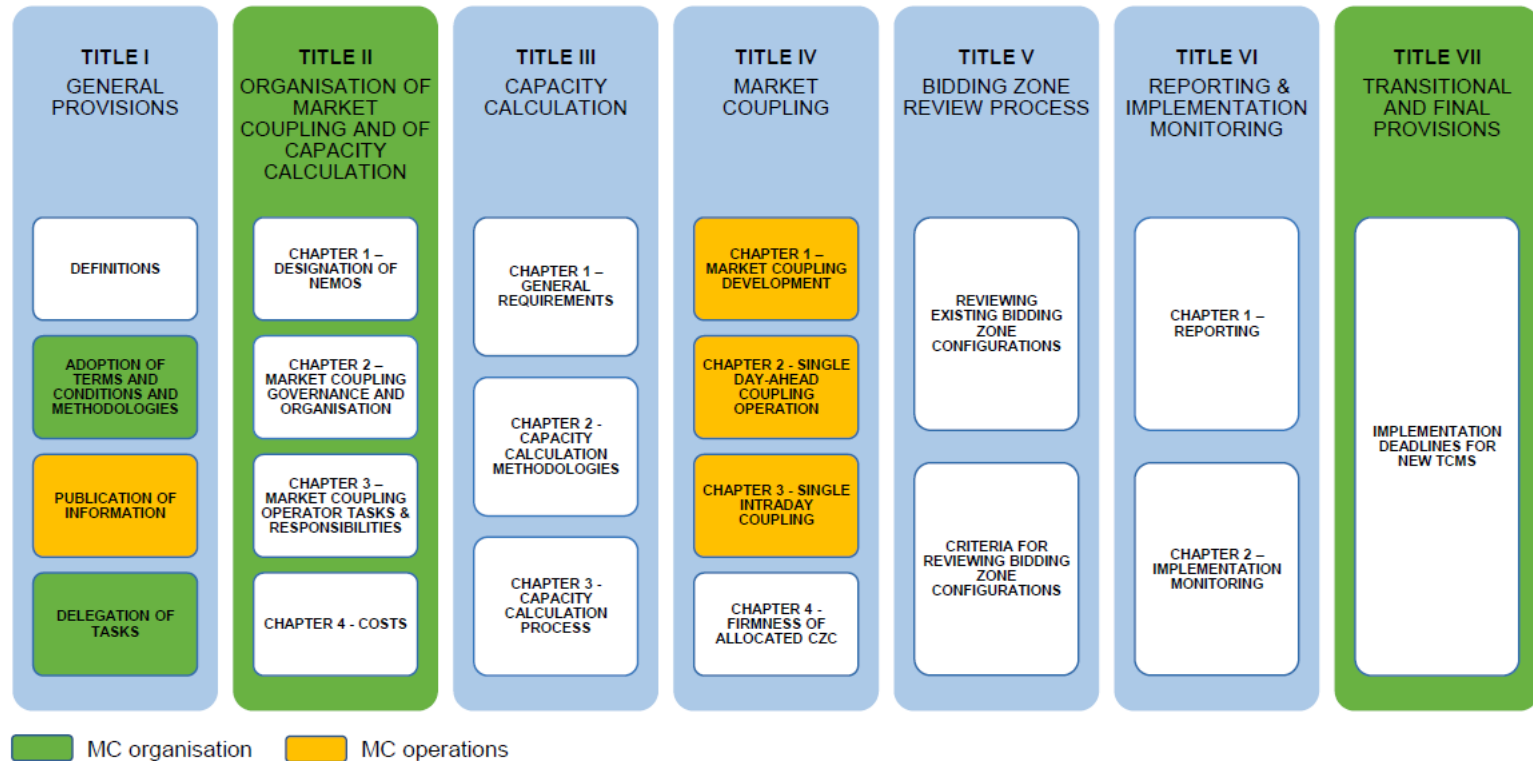 TITLE I
GENERAL
PROVISIONS
DEFINITIONS
ADOPTION OF
TERMS AND
CONDITIONS AND
METHODOLOGIES
PUBLICATION OF
INFORMATION
DELEGATION OF
TASKS
TITLE II
ORGANISATION OF
MARKET
COUPLING AND OF
CAPACITY
CALCULATION
CHAPTER 1 –
DESIGNATION OF
NEMOS
CHAPTER 2 –
MARKET COUPLING
GOVERNANCE AND
ORGANISATION
CHAPTER 3 –
MARKET COUPLING
OPERATOR TASKS &
RESPONSIBILITIES
CHAPTER 4 - COSTS
TITLE III
CAPACITY
CALCULATION
CHAPTER 1 –
GENERAL
REQUIREMENTS
CHAPTER 2 -
CAPACITY
CALCULATION
METHODOLOGIES
CHAPTER 3 -
CAPACITY
CALCULATION
PROCESS
TITLE IV
MARKET
COUPLING
CHAPTER 1 –
MARKET COUPLING
DEVELOPMENT
CHAPTER 2 - SINGLE
DAY-AHEAD
COUPLING
OPERATION
CHAPTER 3 - SINGLE
INTRADAY
COUPLING
CHAPTER 4 -
FIRMNESS OF
ALLOCATED CZC
TITLE V
BIDDING ZONE
REVIEW PROCESS
REVIEWING
EXISTING BIDDING
ZONE
CONFIGURATIONS
CRITERIA FOR
REVIEWING BIDDING
ZONE
CONFIGURATIONS
TITLE VI
REPORTING &
IMPLEMENTATION
MONITORING
CHAPTER 1 –
REPORTING
CHAPTER 2 –
IMPLEMENTATION
MONITORING
TITLE VII
TRANSITIONAL
AND FINAL
PROVISIONS
IMPLEMENTATION
DEADLINES FOR
NEW TCMS
MC organisation
MC operations